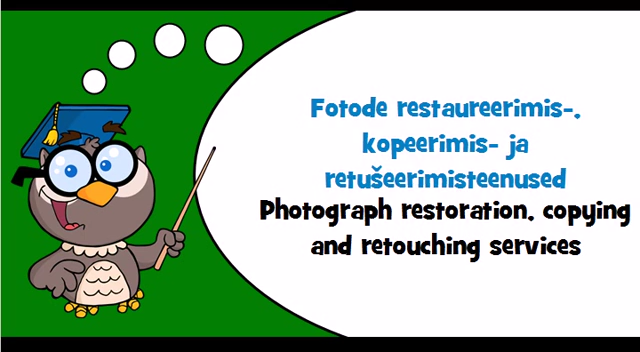 Fotode restaureerimis-,
kopeerimis- ja
retušeerimisteenused
Photograph restoration, copying
and retouching services